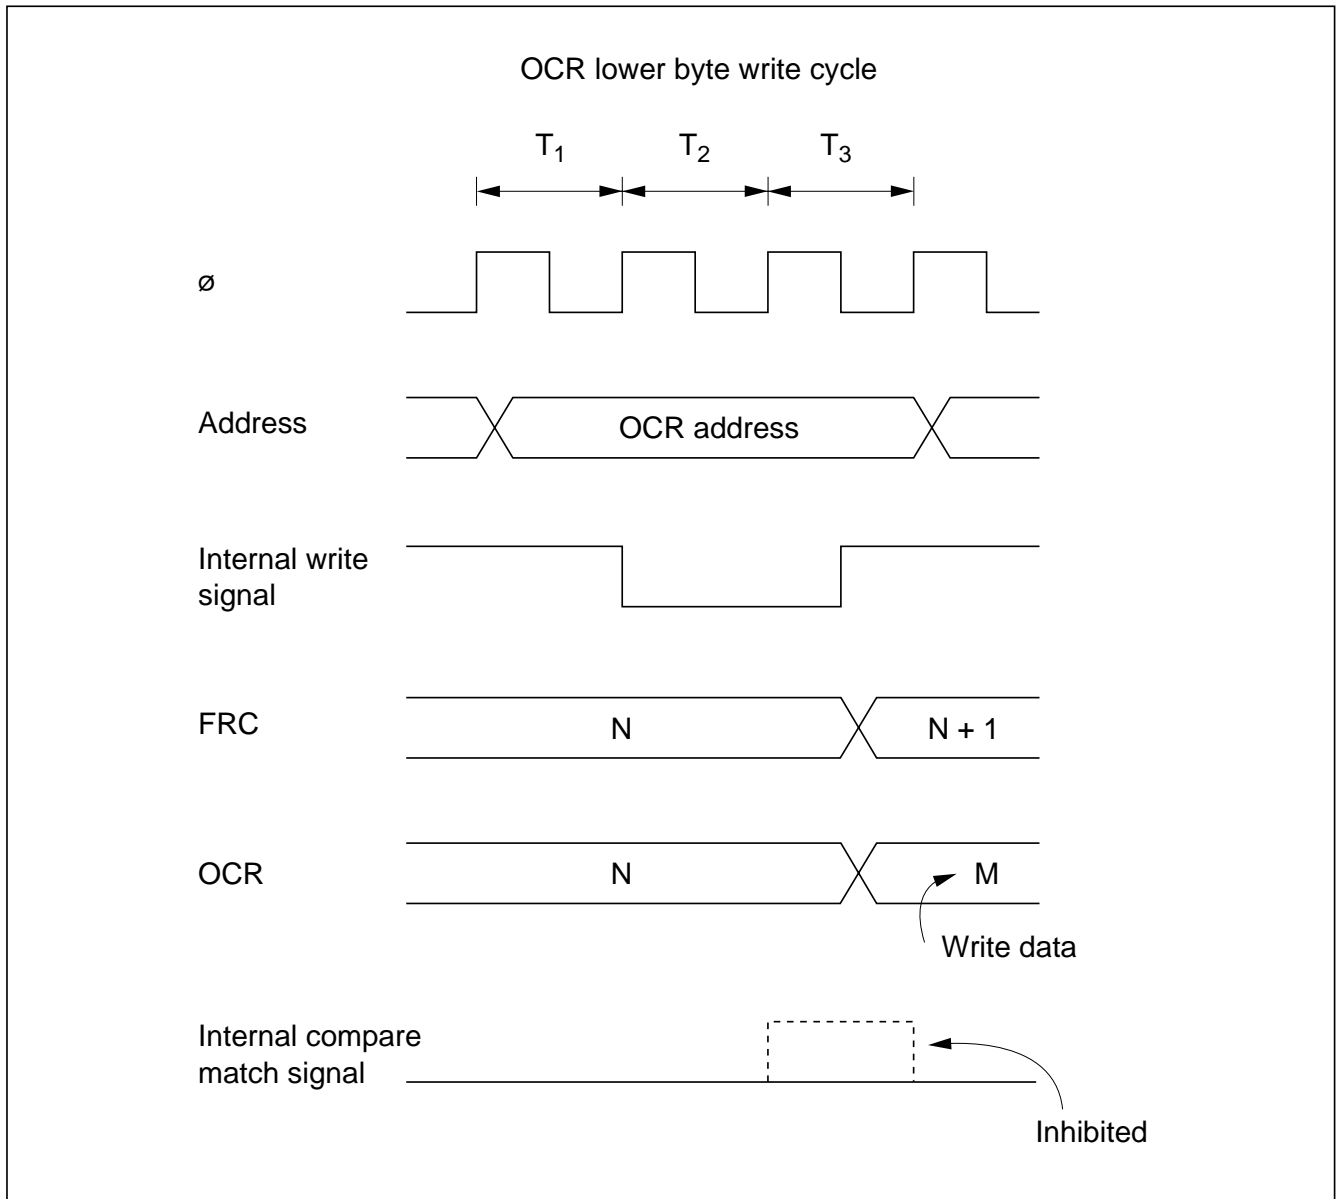 OCR lower byte write cycle
T1 T2 T3
ø
Address OCR address
Internal write
signal
FRC N N + 1
OCR N M
Write data
Internal compare
match signal
Inhibited